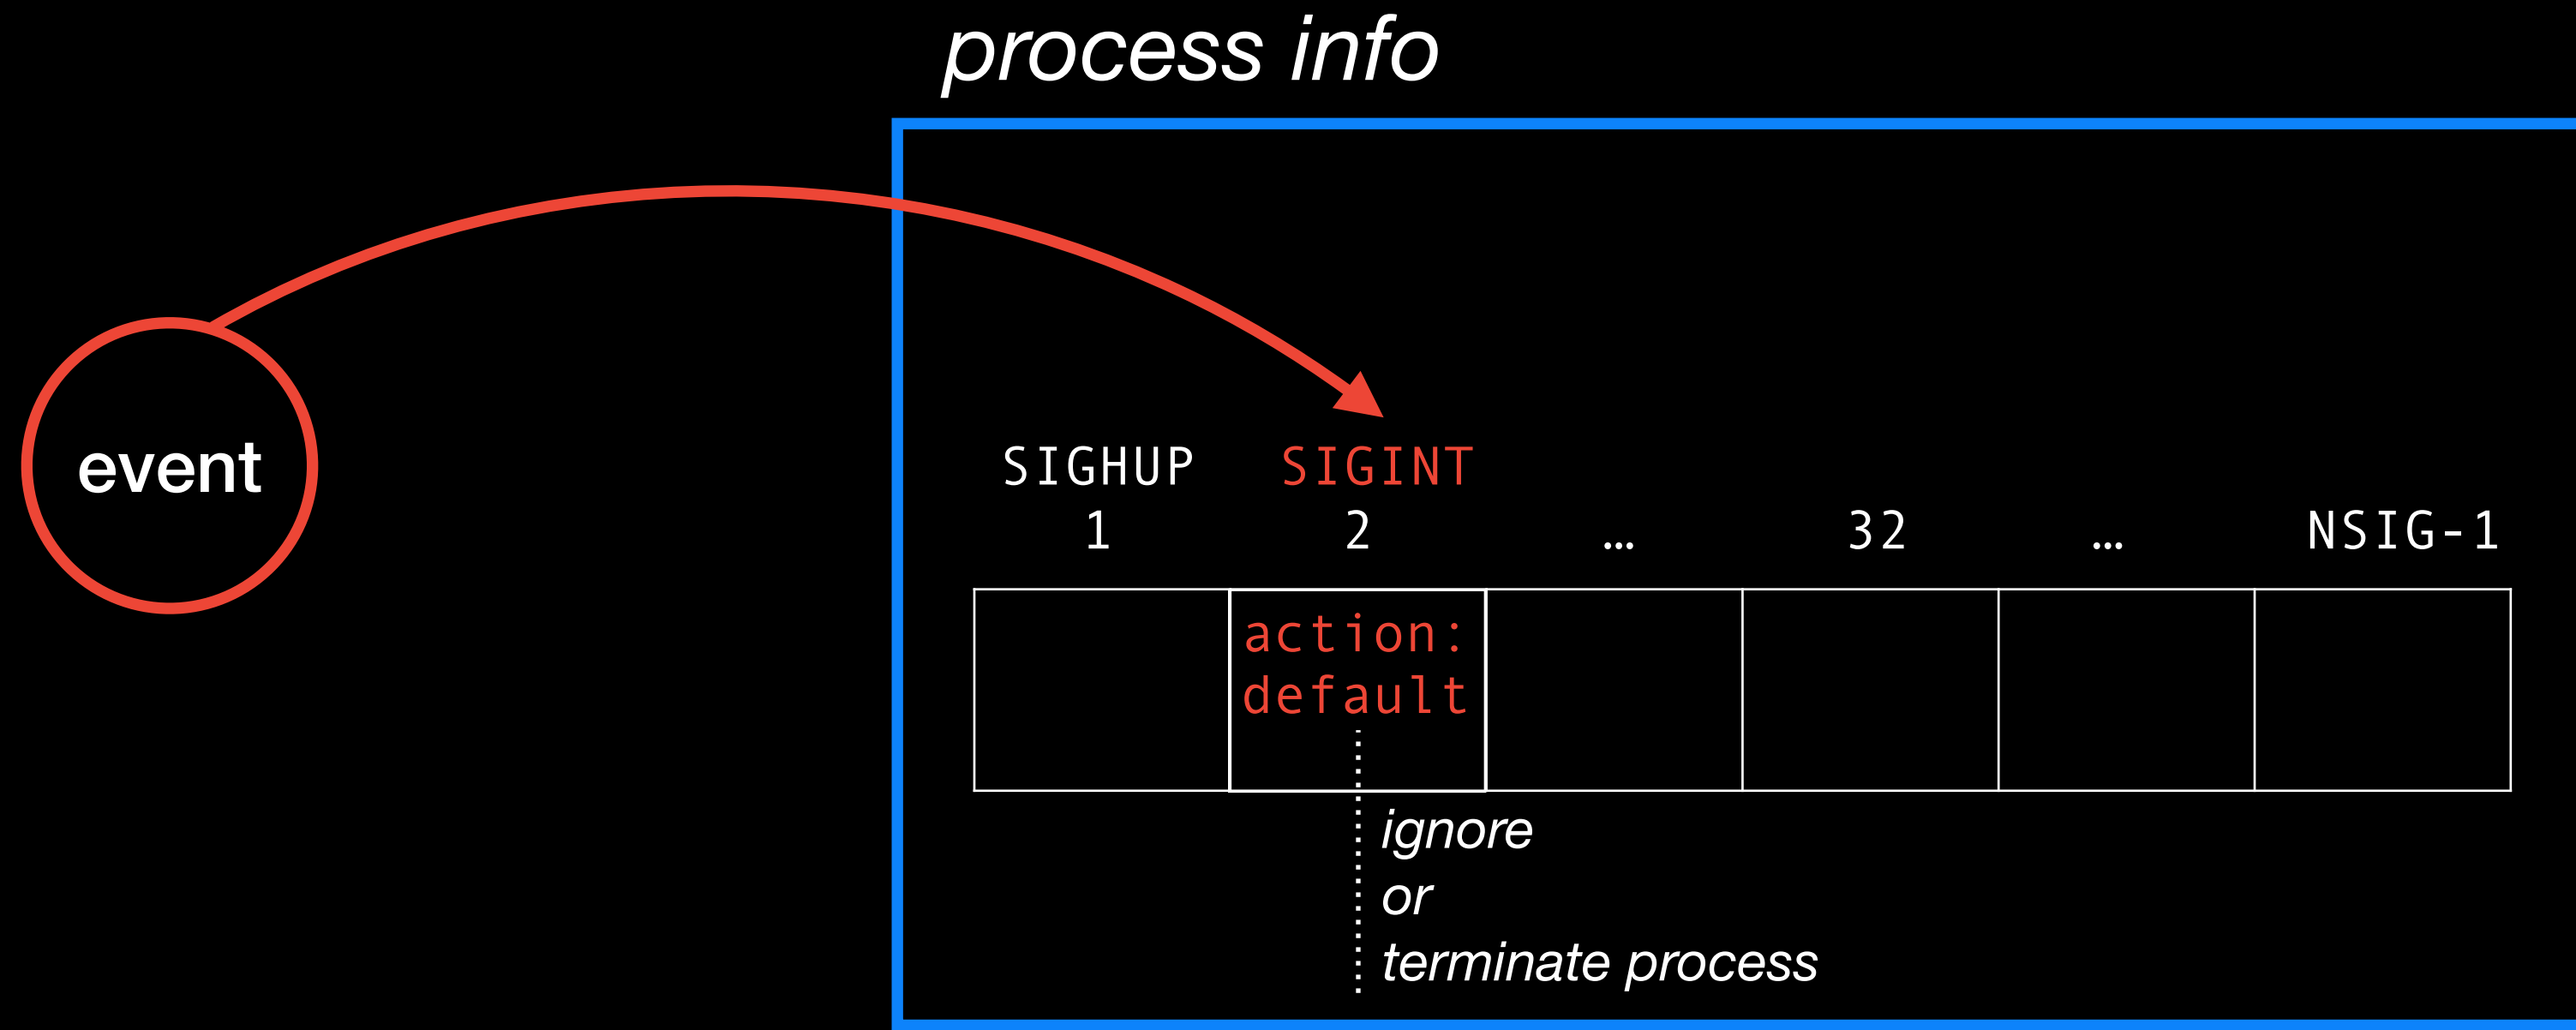 process info
event
SIGHUP SIGINT
1 2 … 32 … NSIG-1
action:
default
ignore
or
terminate process